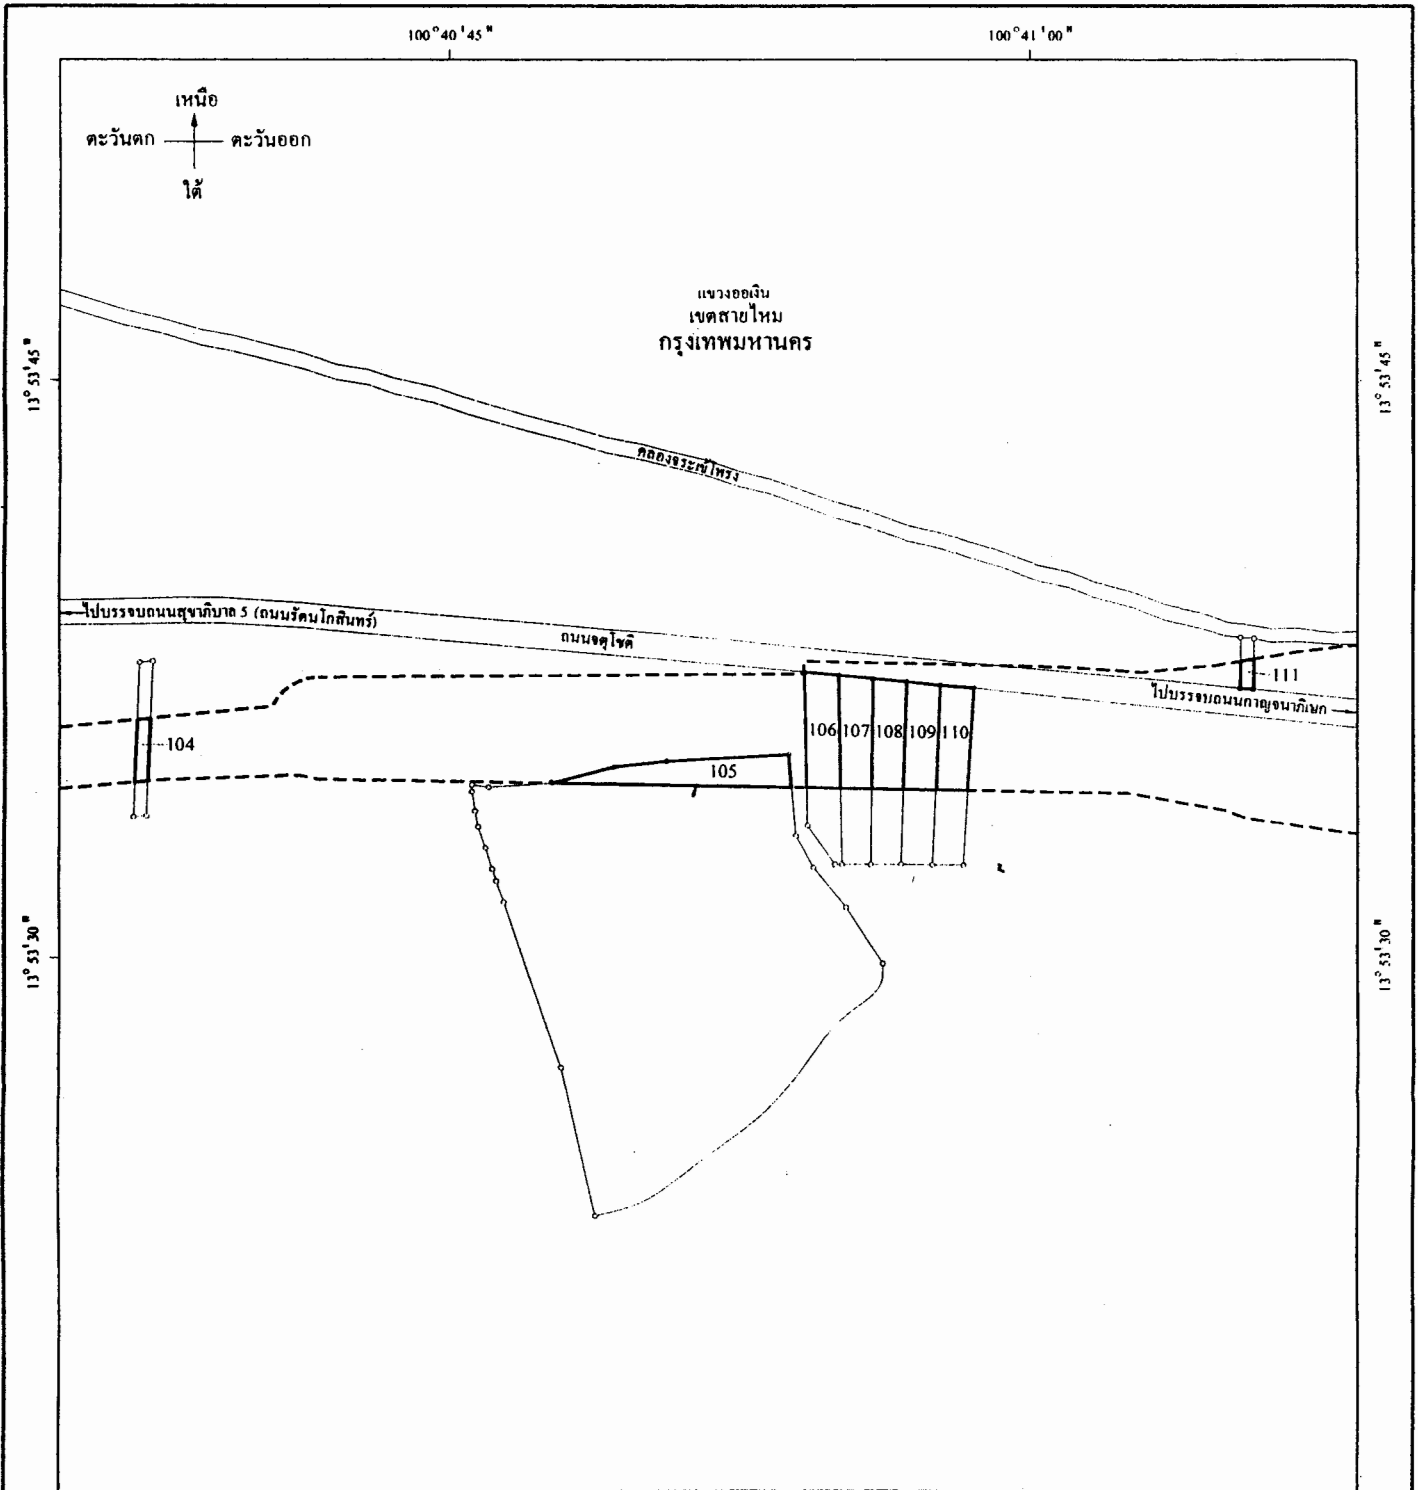 100°40'45"
100°41'00"
เหนือ
ตะวันตก
ตะวันออก
ใต้
แขวงออเงิน
เขตสายไหม
กรุงเทพมหานคร
13°53'45"
13°53'45"
คลองจระเข้โพรง
ไปบรรจบถนนสุขาภิบาล 5 (ถนนรัตนโกสินทร์)
ถนนจตุโชติ
111
ไปบรรจบถนนกาญจนาภิเษก
104
106
107
108
109
110
105
13°53'30"
13°53'30"